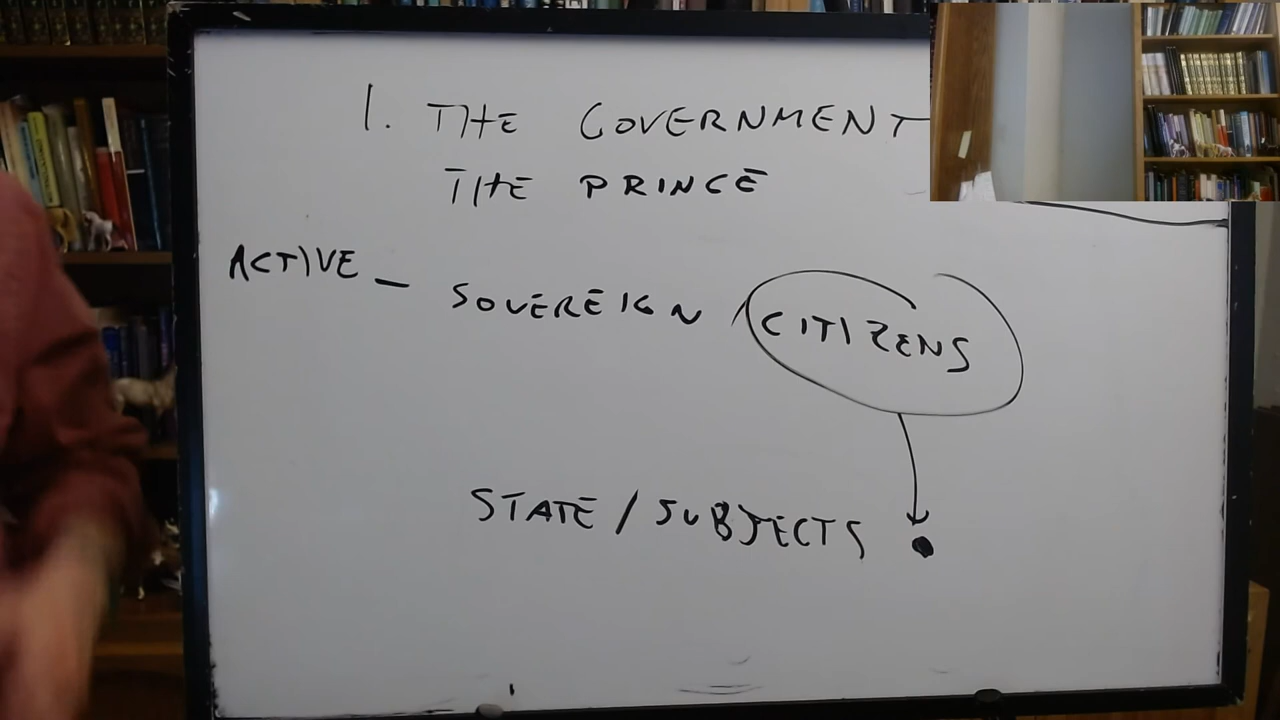 1. THE GOVERNMENT
THE PRINCE
ACTIVE - SOVEREIGN / CITIZENS
STATE / SUBJECTS